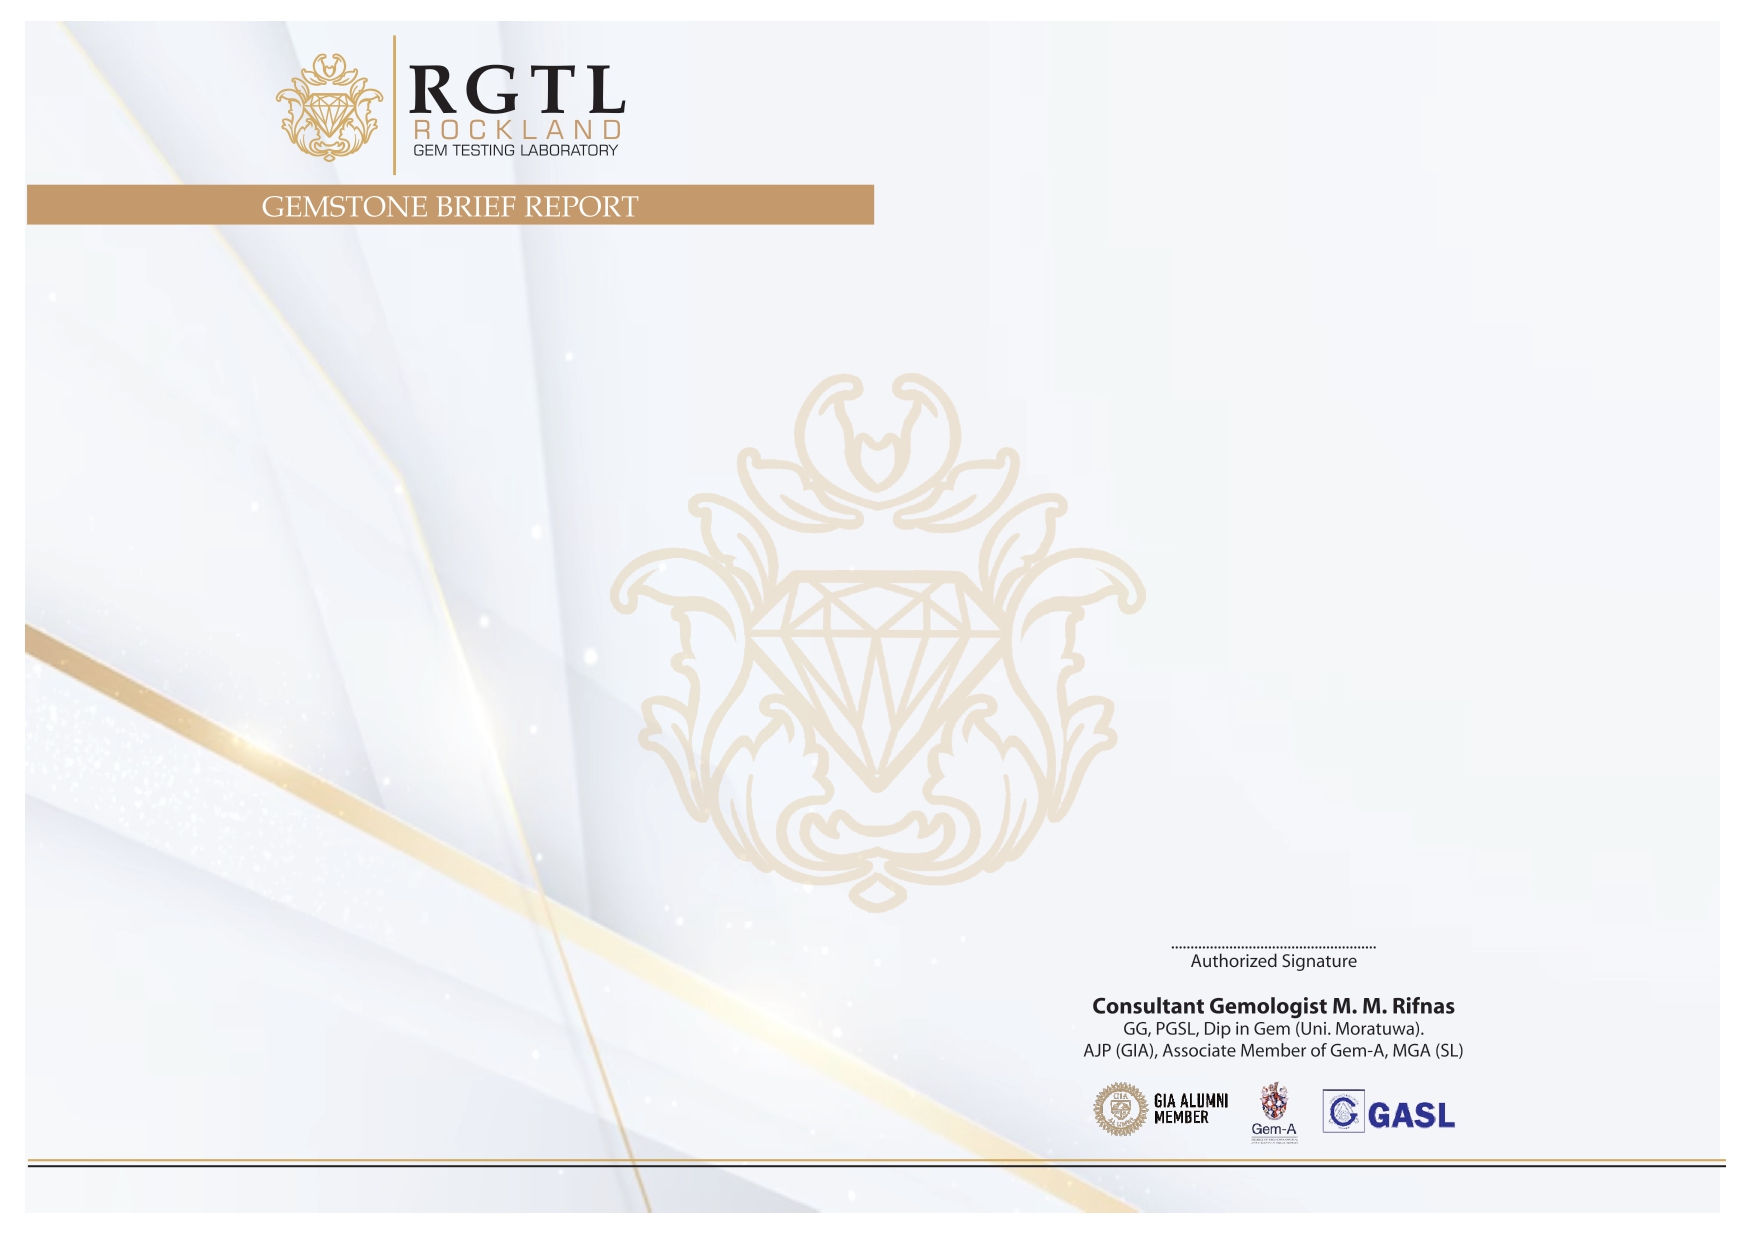 RGTL
ROCKLAND
GEM TESTING LABORATORY
GEMSTONE BRIEF REPORT
Authorized Signature
Consultant Gemologist M. M. Rifnas
GG, PGSL, Dip in Gem (Uni. Moratuwa).
AJP (GIA), Associate Member of Gem-A, MGA (SL)
GIA
GIA ALUMNI
MEMBER
Gem-A
GASL